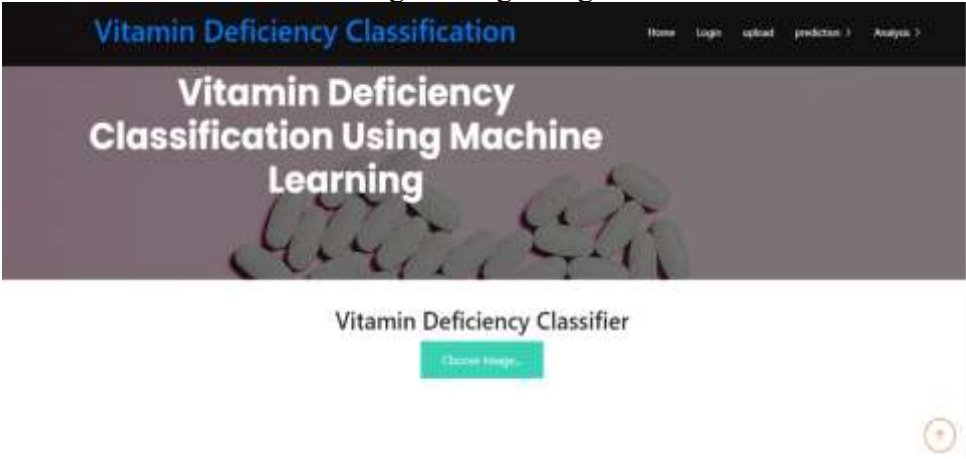 Vitamin Deficiency Classification
Home Login upload prediction > Analysis >
Vitamin Deficiency
Classification Using Machine
Learning
Vitamin Deficiency Classifier
Choose Image...